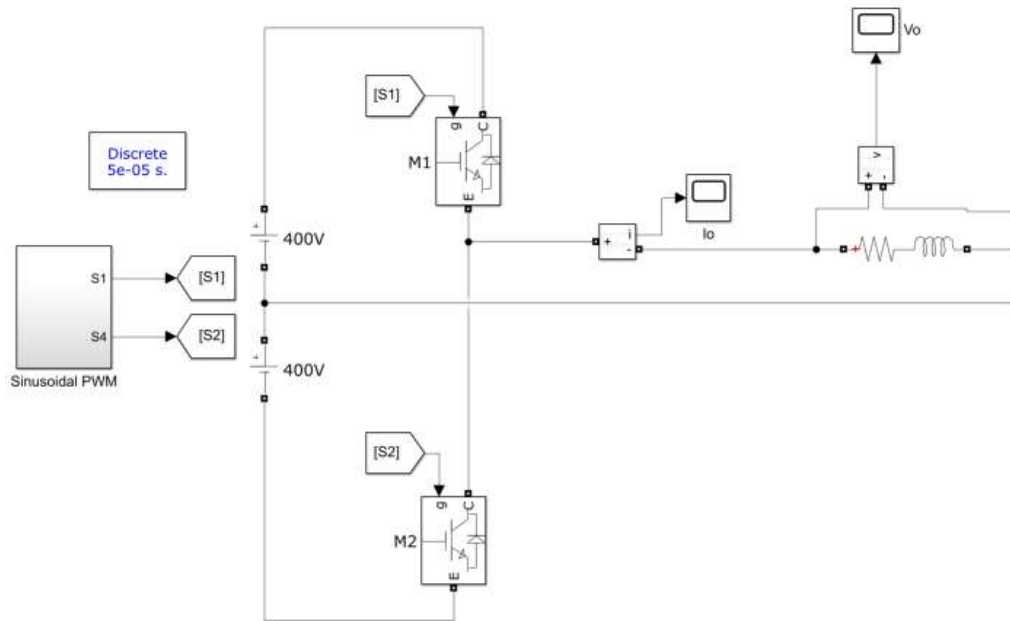 Vo
[S1]
g
C
Discrete
5e-05 s.
M1
E
v
+ -
i
+
-
Io
+
400V
S1
[S1]
+
S4
[S2]
+
400V
Sinusoidal PWM
[S2]
g
C
M2
E